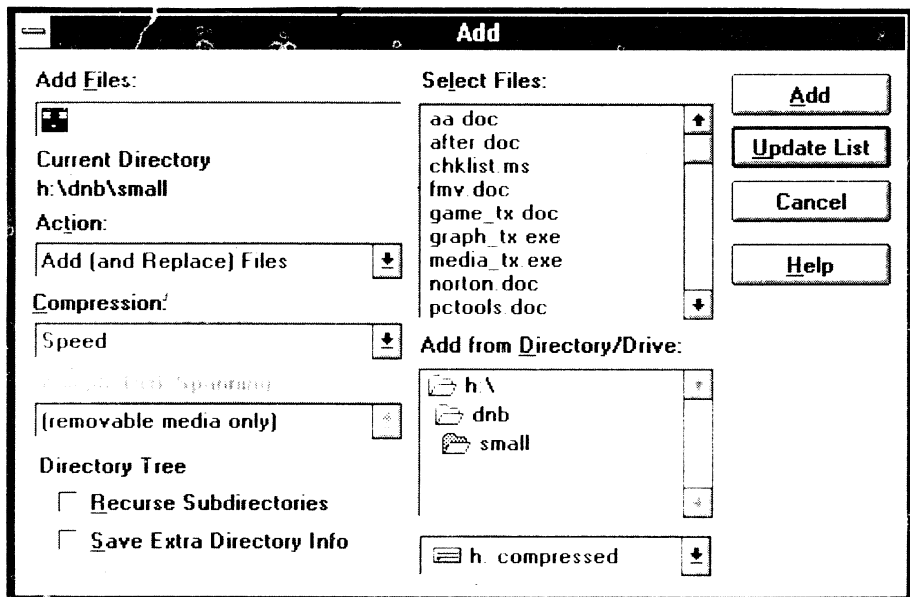 Add
Add Files:
Current Directory
h:\dnb\small
Action:
Add (and Replace) Files
Compression:
Speed
Spanning
(removable media only)
Directory Tree
Recurse Subdirectories
Save Extra Directory Info
Select Files:
aa.doc
after.doc
chklist.ms
fmv.doc
game_tx.doc
graph_tx.exe
media_tx.exe
norton.doc
pctools.doc
Add from Directory/Drive:
h:\
dnb
small
h: compressed
Add
Update List
Cancel
Help